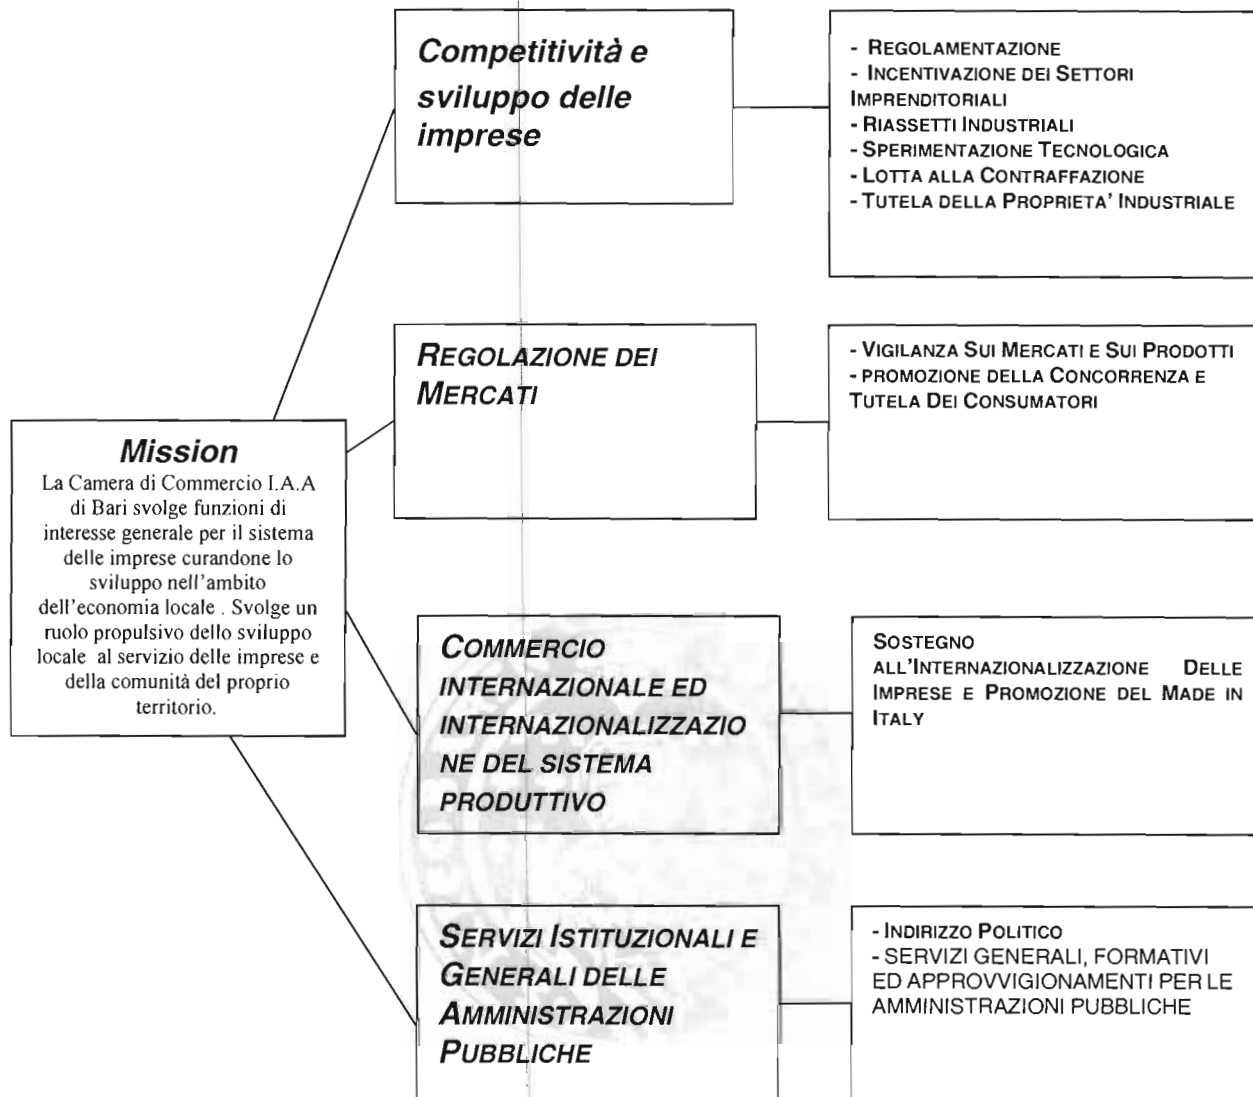 Competitività e
sviluppo delle
imprese
- REGOLAMENTAZIONE
- INCENTIVAZIONE DEI SETTORI
IMPRENDITORIALI
- RIASSETTI INDUSTRIALI
- SPERIMENTAZIONE TECNOLOGICA
- LOTTA ALLA CONTRAFFAZIONE
- TUTELA DELLA PROPRIETA' INDUSTRIALE
REGOLAZIONE DEI
MERCATI
- VIGILANZA SUI MERCATI E SUI PRODOTTI
- PROMOZIONE DELLA CONCORRENZA E
TUTELA DEI CONSUMATORI
Mission
La Camera di Commercio I.A.A
di Bari svolge funzioni di
interesse generale per il sistema
delle imprese curandone lo
sviluppo nell'ambito
dell'economia locale . Svolge un
ruolo propulsivo dello sviluppo
locale al servizio delle imprese e
della comunità del proprio
territorio.
COMMERCIO
INTERNAZIONALE ED
INTERNAZIONALIZZAZIO
NE DEL SISTEMA
PRODUTTIVO
SOSTEGNO
ALL'INTERNAZIONALIZZAZIONE DELLE
IMPRESE E PROMOZIONE DEL MADE IN
ITALY
SERVIZI ISTITUZIONALI E
GENERALI DELLE
AMMINISTRAZIONI
PUBBLICHE
- INDIRIZZO POLITICO
- SERVIZI GENERALI, FORMATIVI
ED APPROVVIGIONAMENTI PER LE
AMMINISTRAZIONI PUBBLICHE